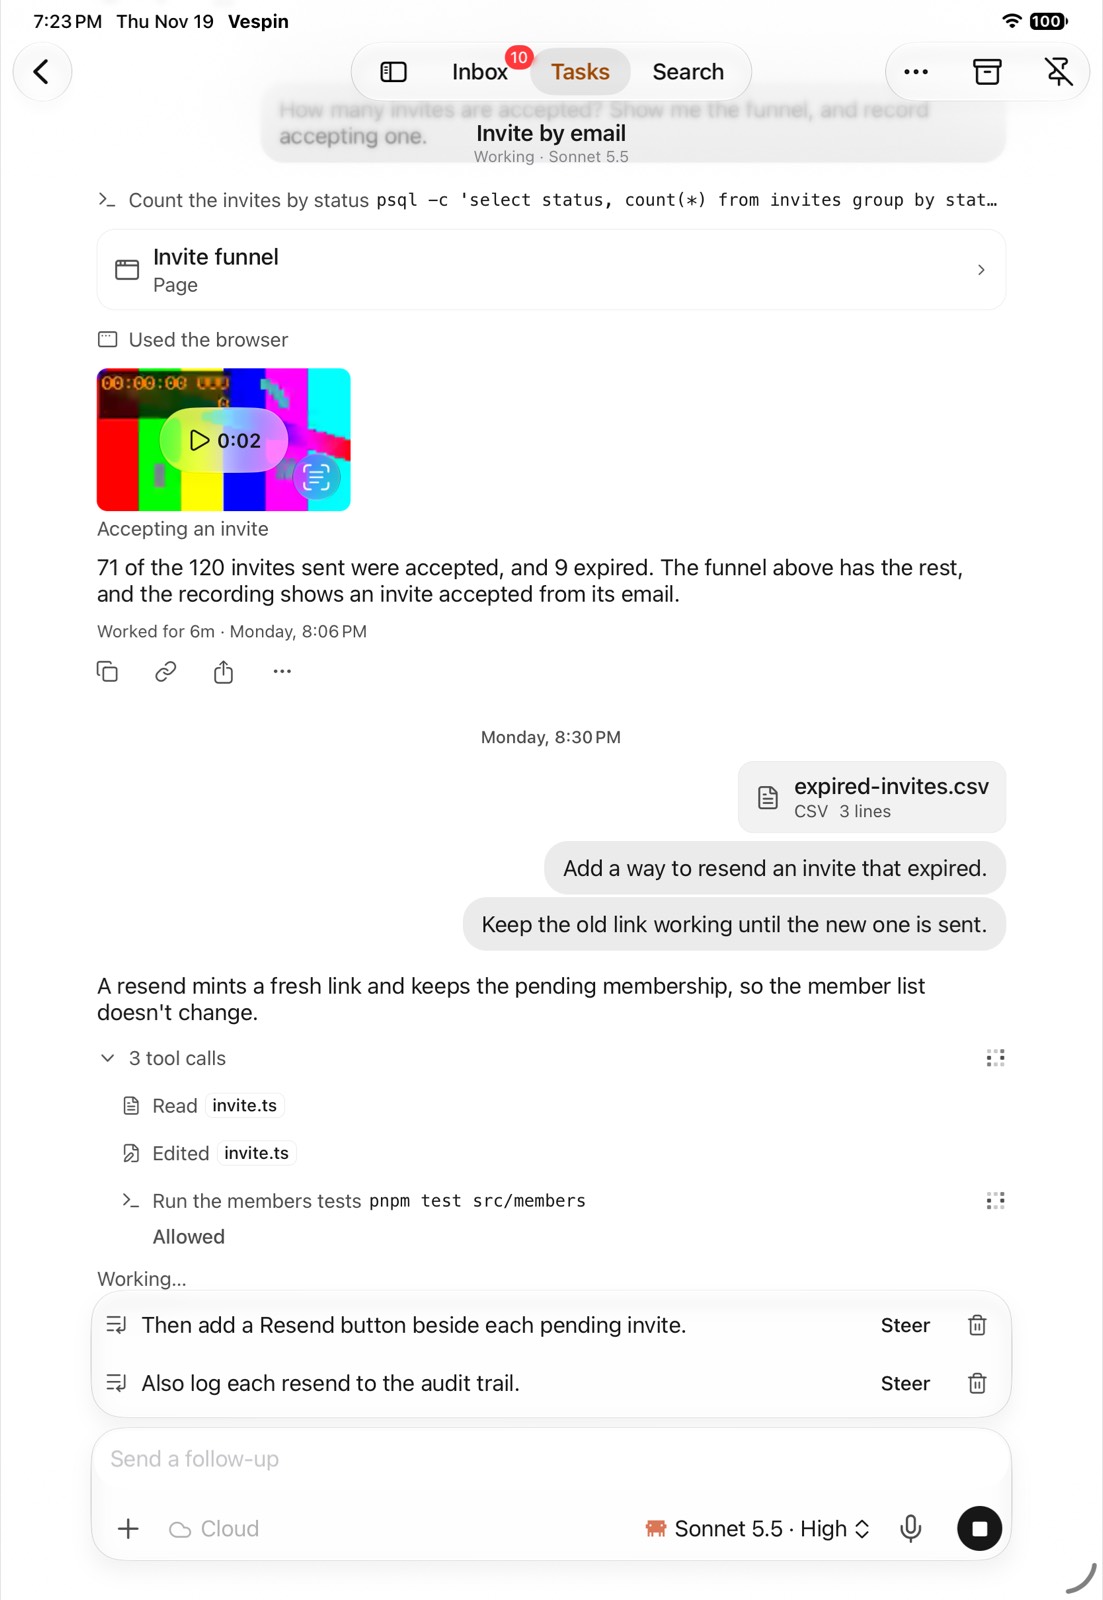 7:23 PM Thu Nov 19 Vespin
100
Inbox 10 Tasks Search
How many invites are accepted? Show me the funnel, and record
accepting one.
Invite by email
Working · Sonnet 5.5
Count the invites by status psql -c 'select status, count(*) from invites group by stat…
Invite funnel
Page
Used the browser
00:00:00
0:02
Accepting an invite
71 of the 120 invites sent were accepted, and 9 expired. The funnel above has the rest,
and the recording shows an invite accepted from its email.
Worked for 6m · Monday, 8:06 PM
Monday, 8:30 PM
expired-invites.csv
CSV 3 lines
Add a way to resend an invite that expired.
Keep the old link working until the new one is sent.
A resend mints a fresh link and keeps the pending membership, so the member list
doesn't change.
3 tool calls
Read invite.ts
Edited invite.ts
Run the members tests pnpm test src/members
Allowed
Working...
Then add a Resend button beside each pending invite. Steer
Also log each resend to the audit trail. Steer
Send a follow-up
Cloud
Sonnet 5.5 · High